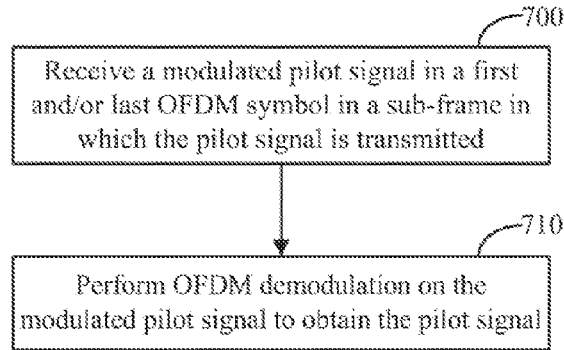 700
Receive a modulated pilot signal in a first
and/or last OFDM symbol in a sub-frame in
which the pilot signal is transmitted
710
Perform OFDM demodulation on the
modulated pilot signal to obtain the pilot signal